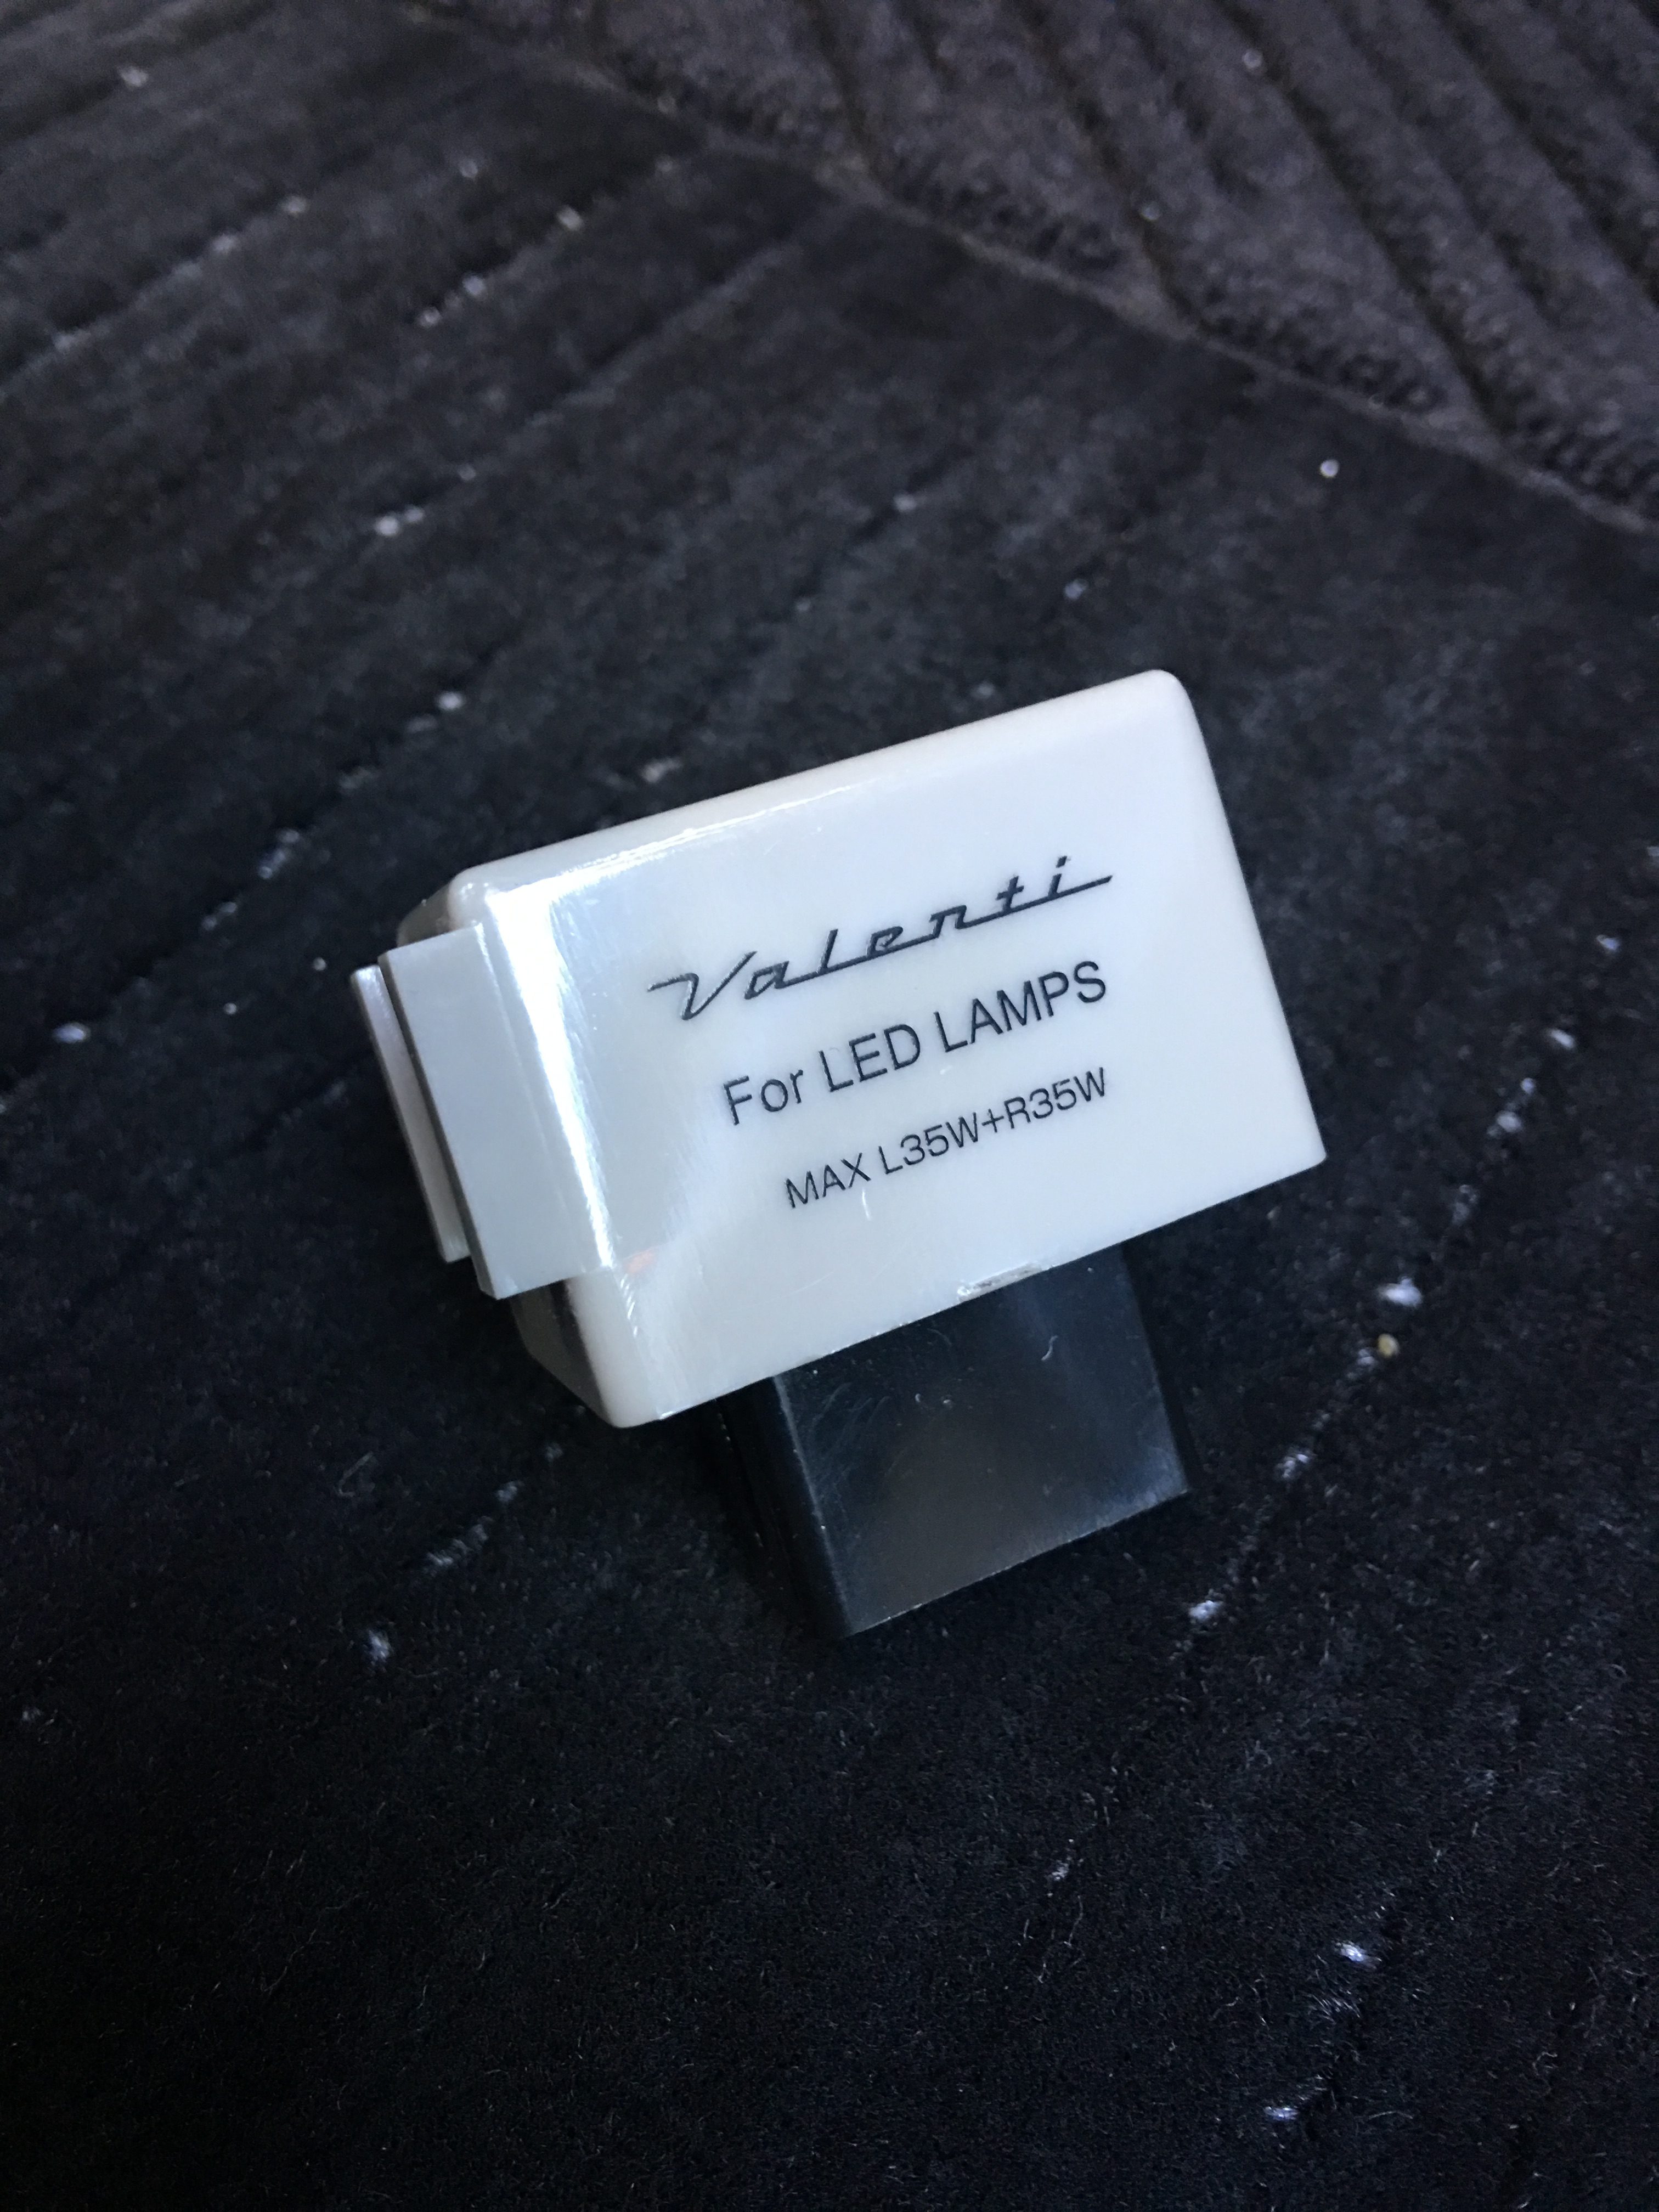 Valenti
For LED LAMPS
MAX L35W+R35W